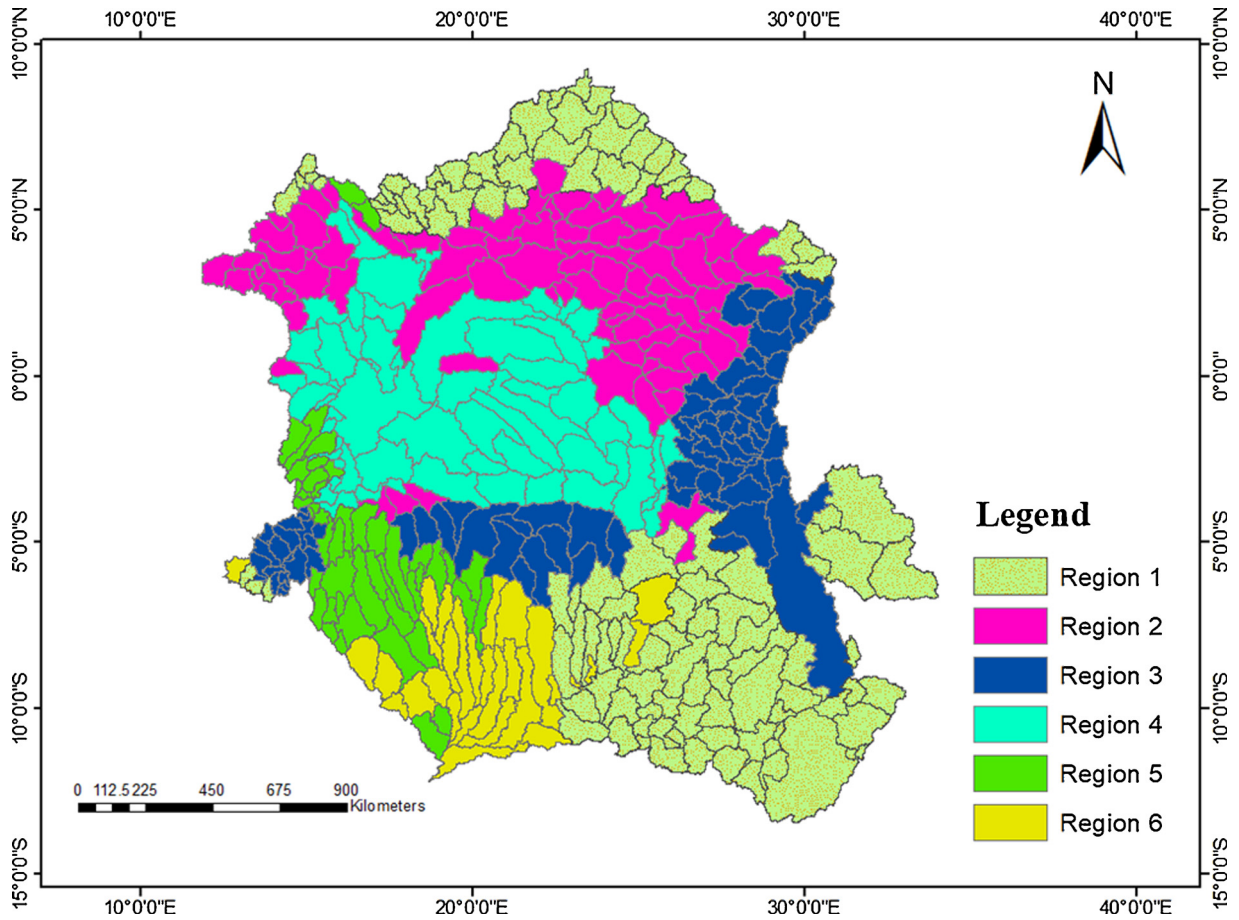 10°0'0"E 20°0'0"E 30°0'0"E 40°0'0"E
10°0'0"N 10°0'0"N
N
5°0'0"N 5°0'0"N
0°0'0" 0°0'0"
Legend
5°0'0"S 5°0'0"S
Region 1
Region 2
Region 3
10°0'0"S 10°0'0"S
Region 4
Region 5
0 112.5 225 450 675 900
Kilometers
Region 6
15°0'0"S 15°0'0"S
10°0'0"E 20°0'0"E 30°0'0"E 40°0'0"E